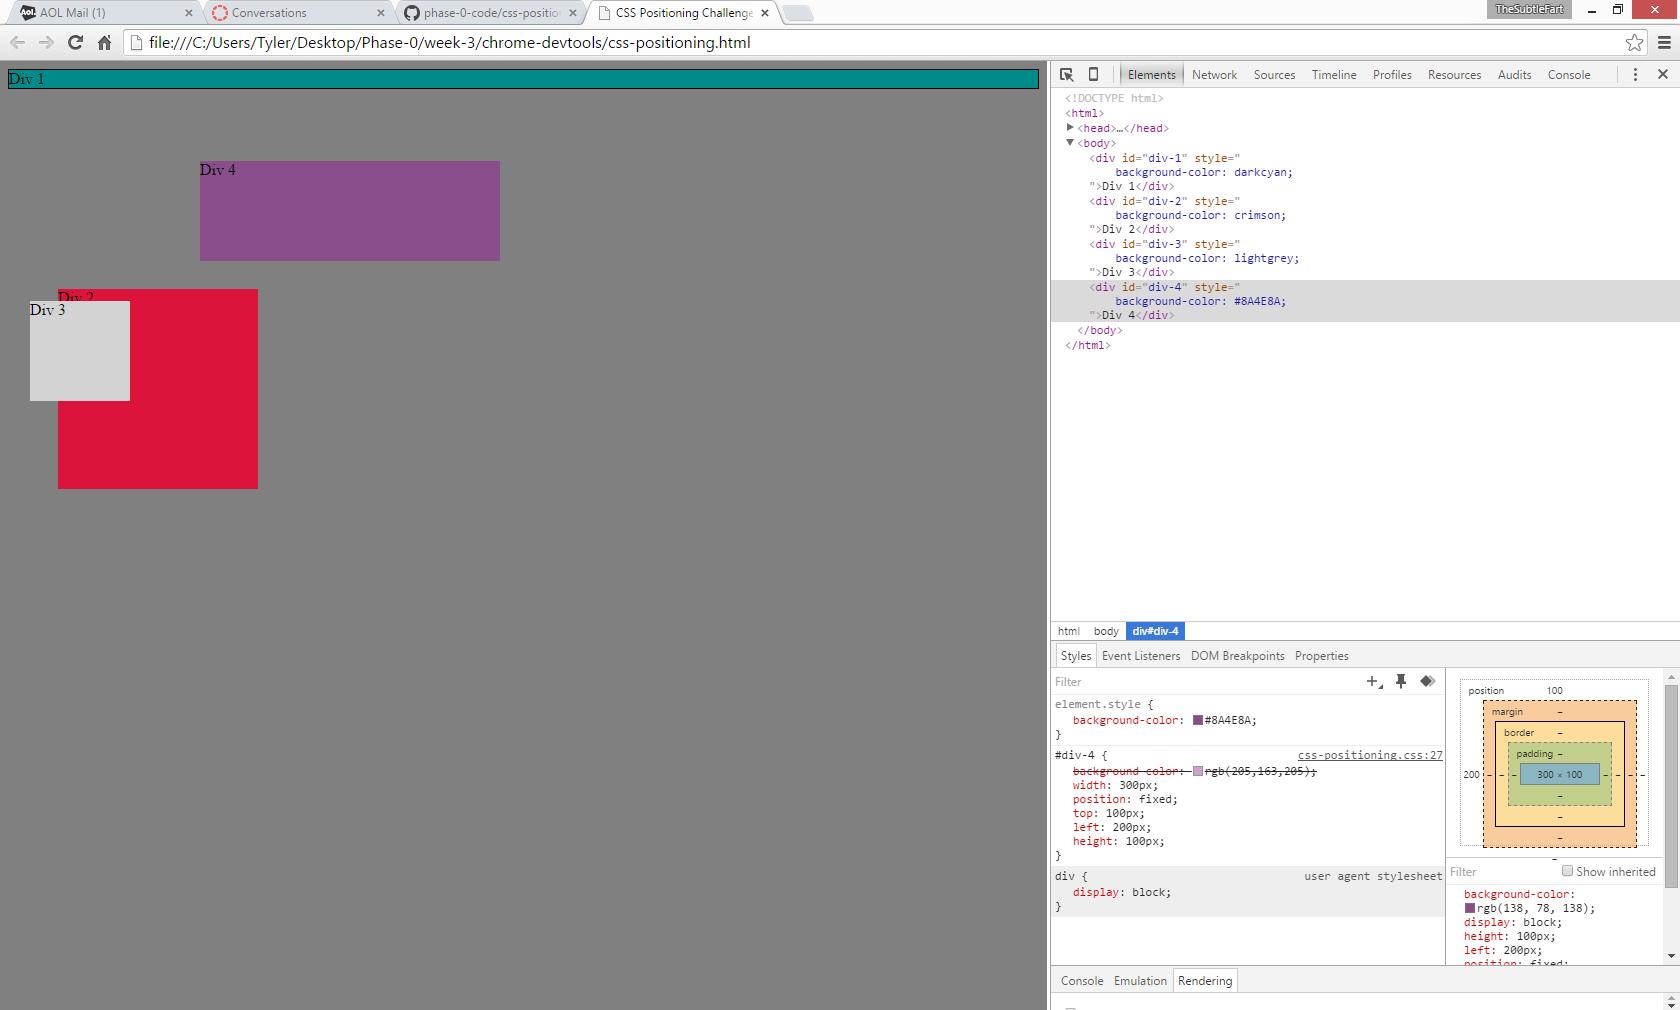 AOL Mail (1)
Conversations
phase-0-code/css-positio
CSS Positioning Challenge
TheSubtleFart
file:///C:/Users/Tyler/Desktop/Phase-0/week-3/chrome-devtools/css-positioning.html
Div 1
Div 4
Div 2
Div 3
Elements Network Sources Timeline Profiles Resources Audits Console
<!DOCTYPE html>
<html>
<head>…</head>
<body>
<div id="div-1" style="
background-color: darkcyan;
">Div 1</div>
<div id="div-2" style="
background-color: crimson;
">Div 2</div>
<div id="div-3" style="
background-color: lightgrey;
">Div 3</div>
<div id="div-4" style="
background-color: #8A4E8A;
">Div 4</div>
</body>
</html>
html body div#div-4
Styles Event Listeners DOM Breakpoints Properties
Filter
element.style {
background-color: #8A4E8A;
}
#div-4 { css-positioning.css:27
background-color: rgb(205,163,205);
width: 300px;
position: fixed;
top: 100px;
left: 200px;
height: 100px;
}
div { user agent stylesheet
display: block;
}
position 100
margin –
border –
padding –
200 – – – 300 × 100 – – – –
–
–
–
–
Filter Show inherited
background-color:
rgb(138, 78, 138);
display: block;
height: 100px;
left: 200px;
position: fixed;
Console Emulation Rendering